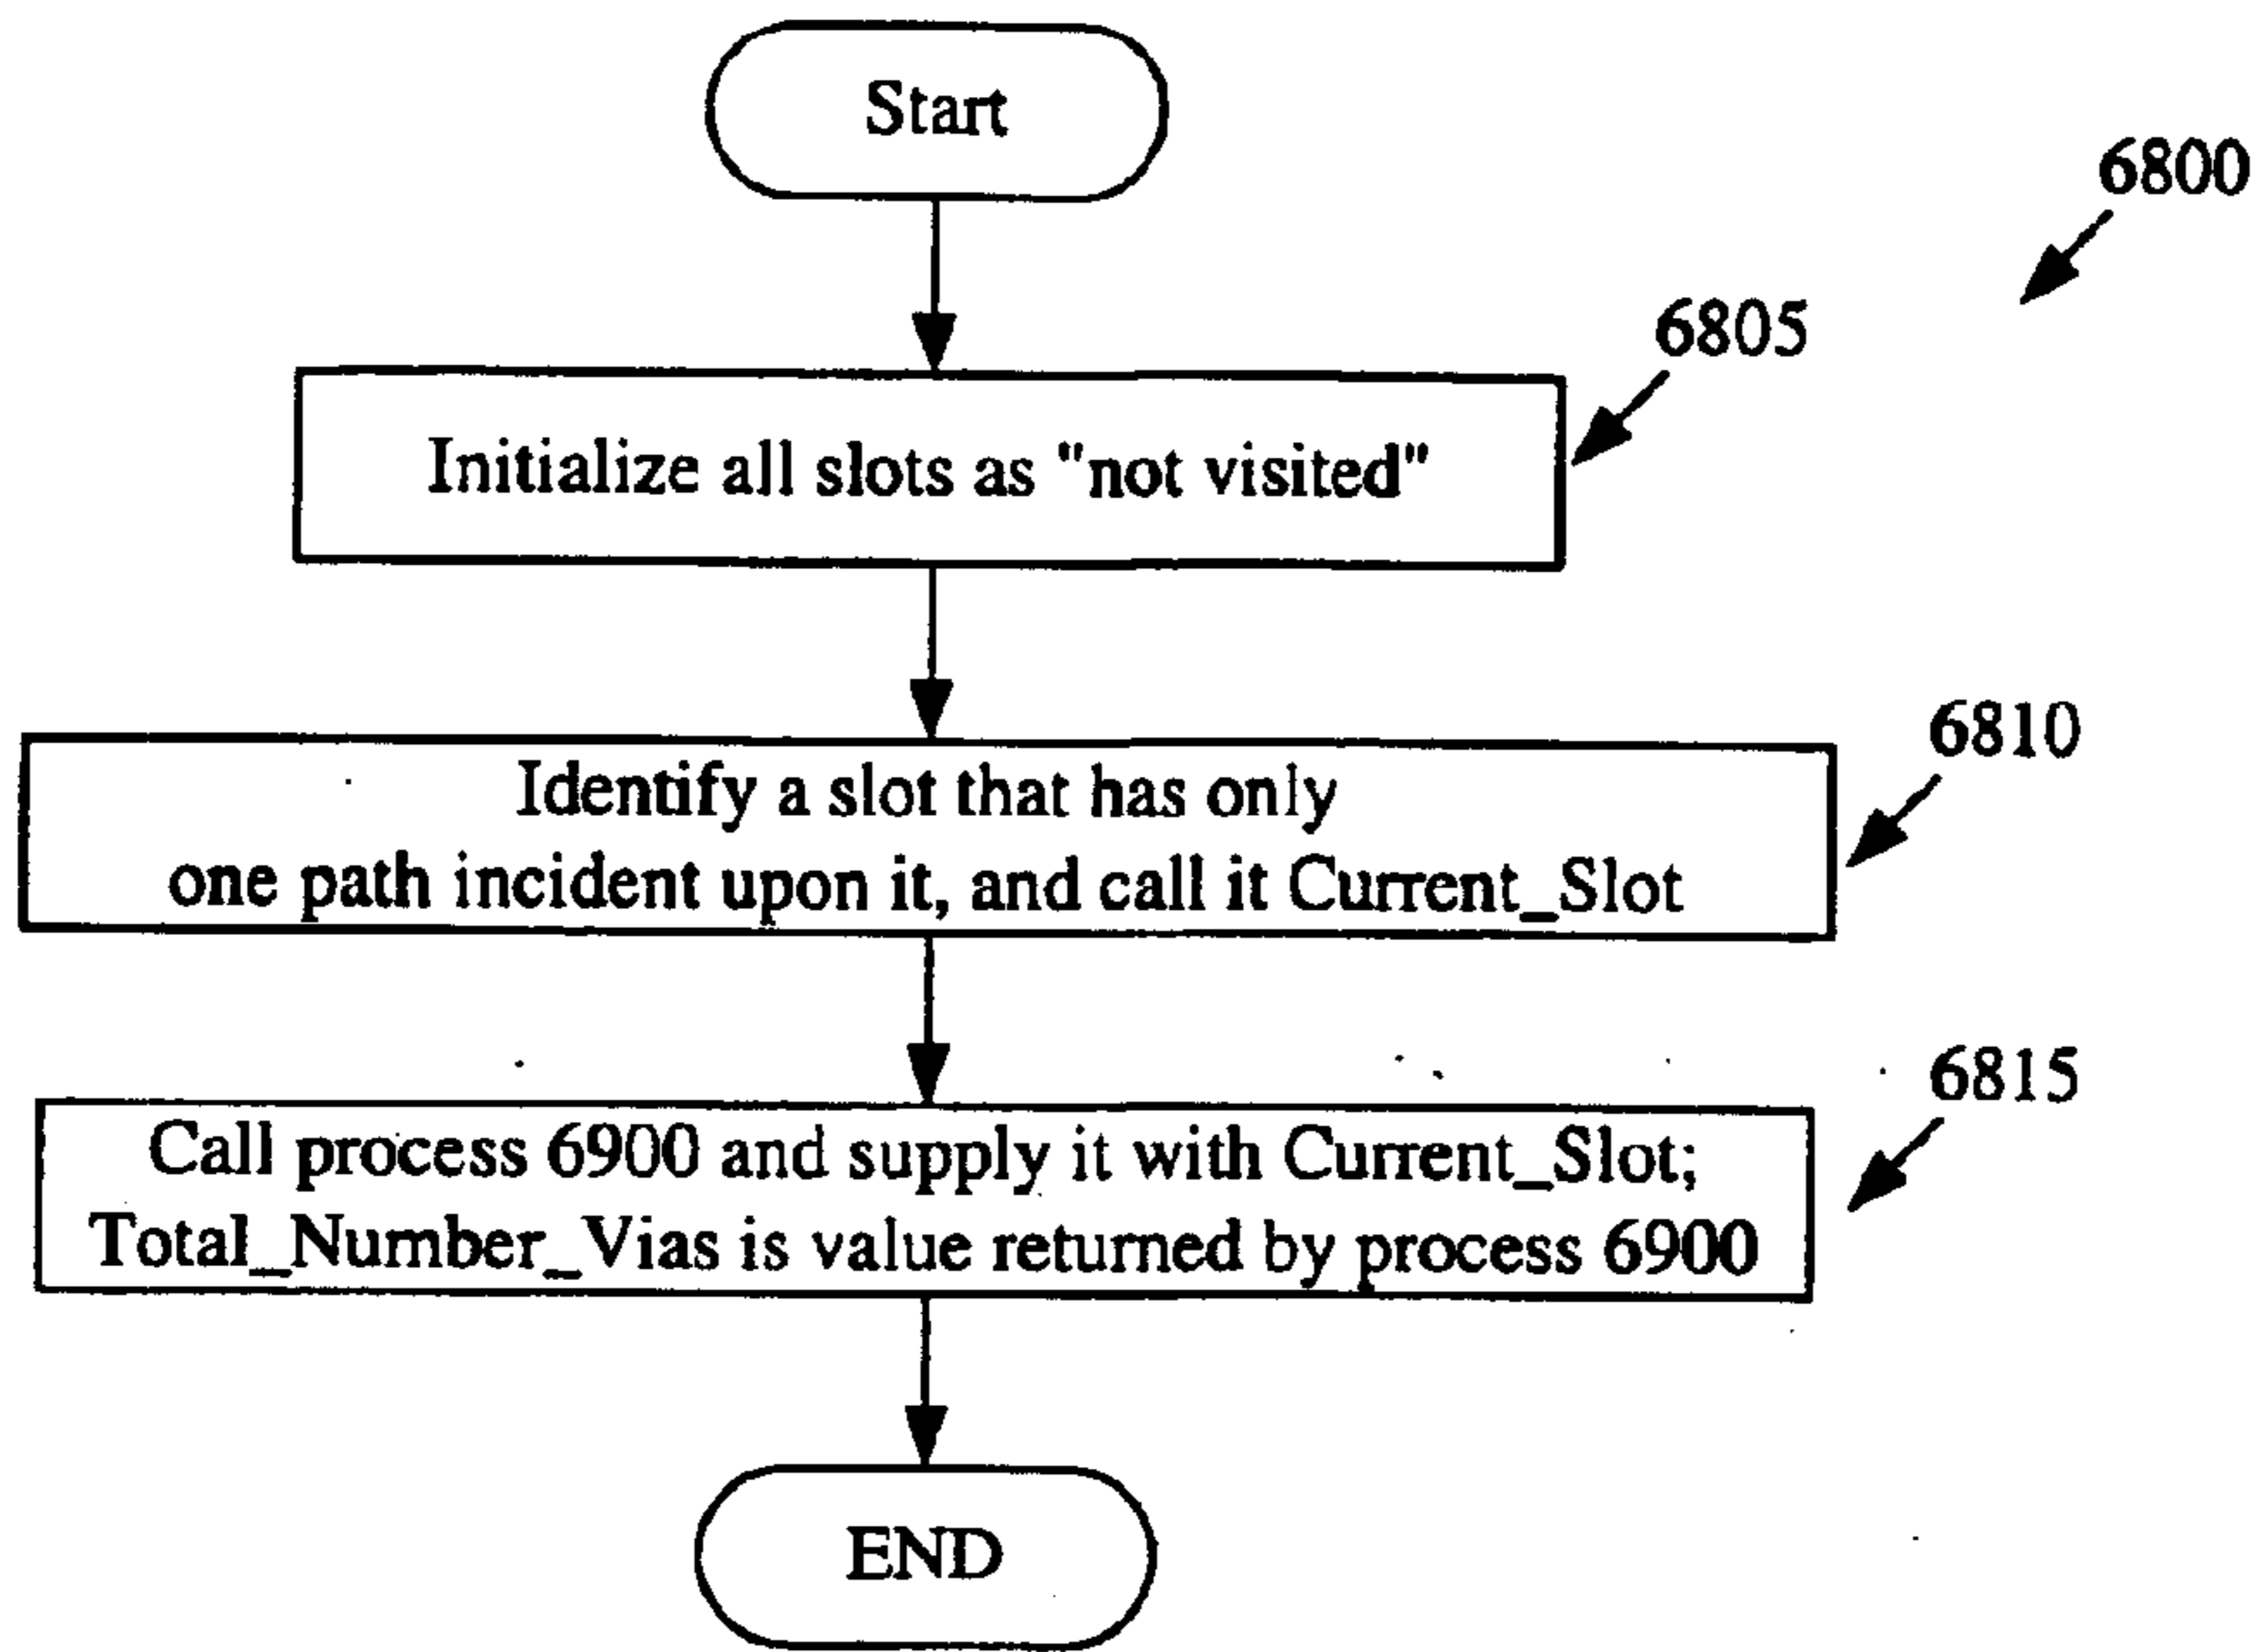 Start
6800
6805
Initialize all slots as "not visited"
6810
Identify a slot that has only
one path incident upon it, and call it Current_Slot
6815
Call process 6900 and supply it with Current_Slot;
Total_Number_Vias is value returned by process 6900
END